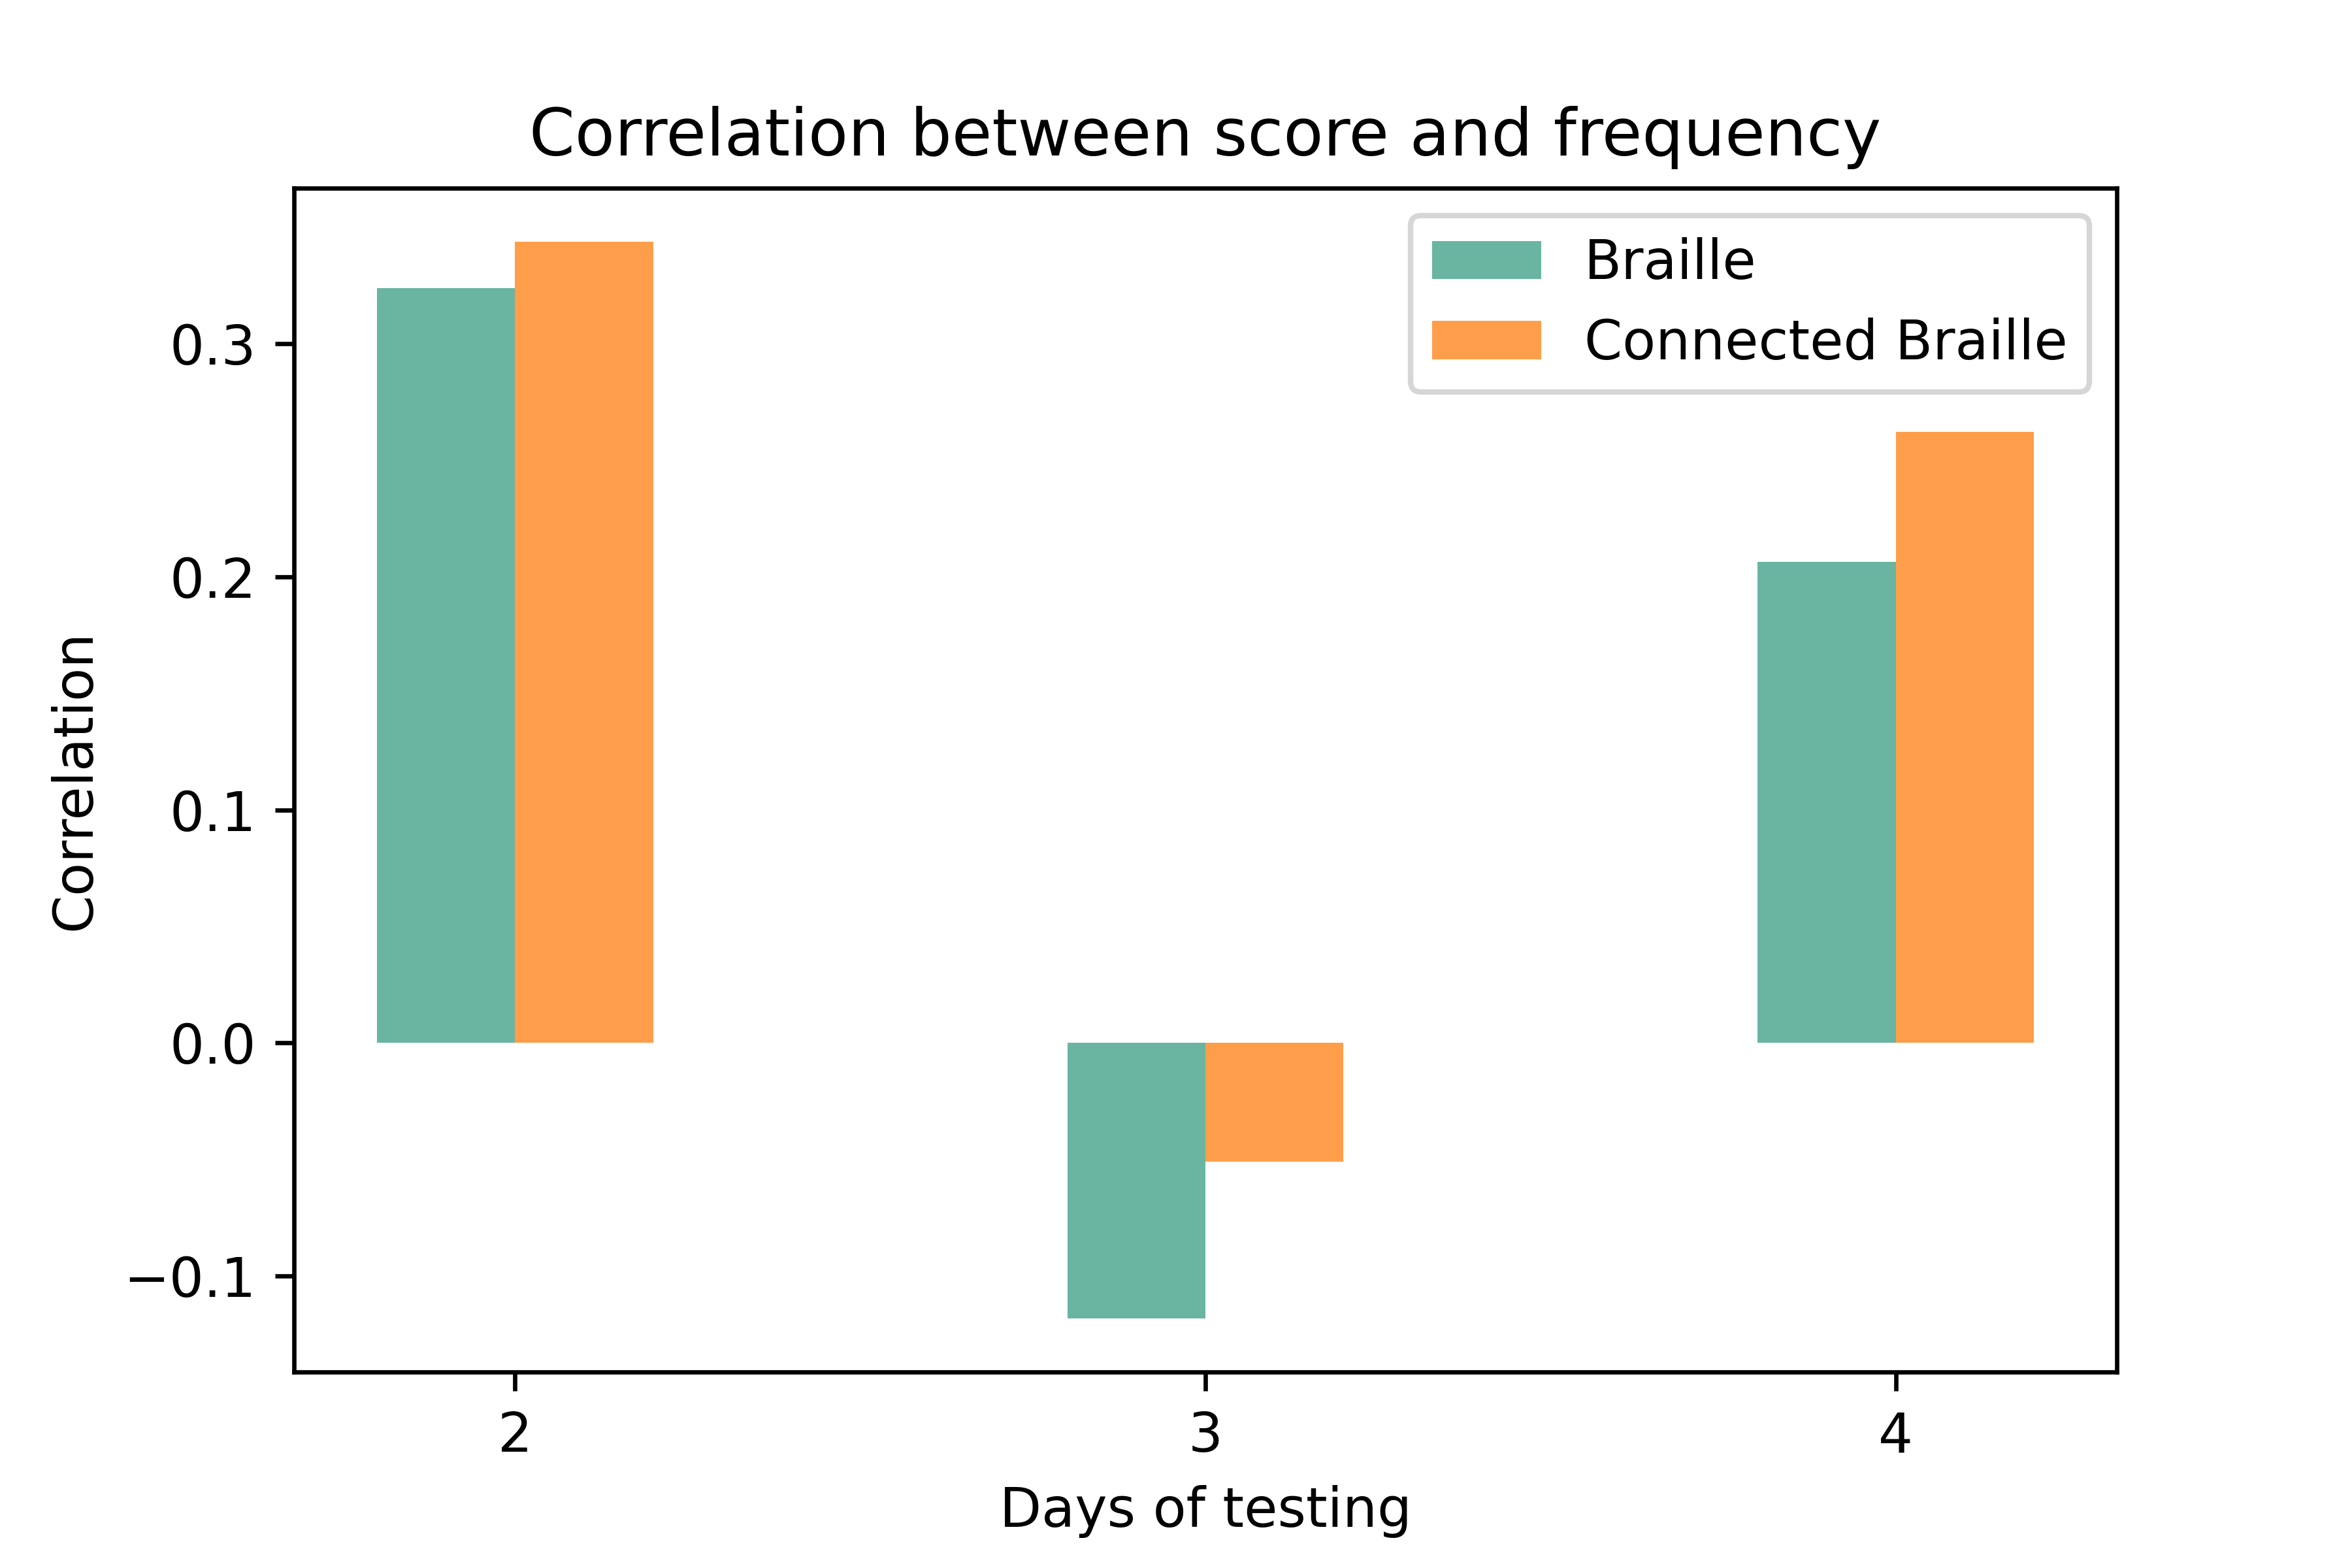 Correlation between score and frequency
Braille
Connected Braille
Correlation
0.3
0.2
0.1
0.0
−0.1
2 3 4
Days of testing